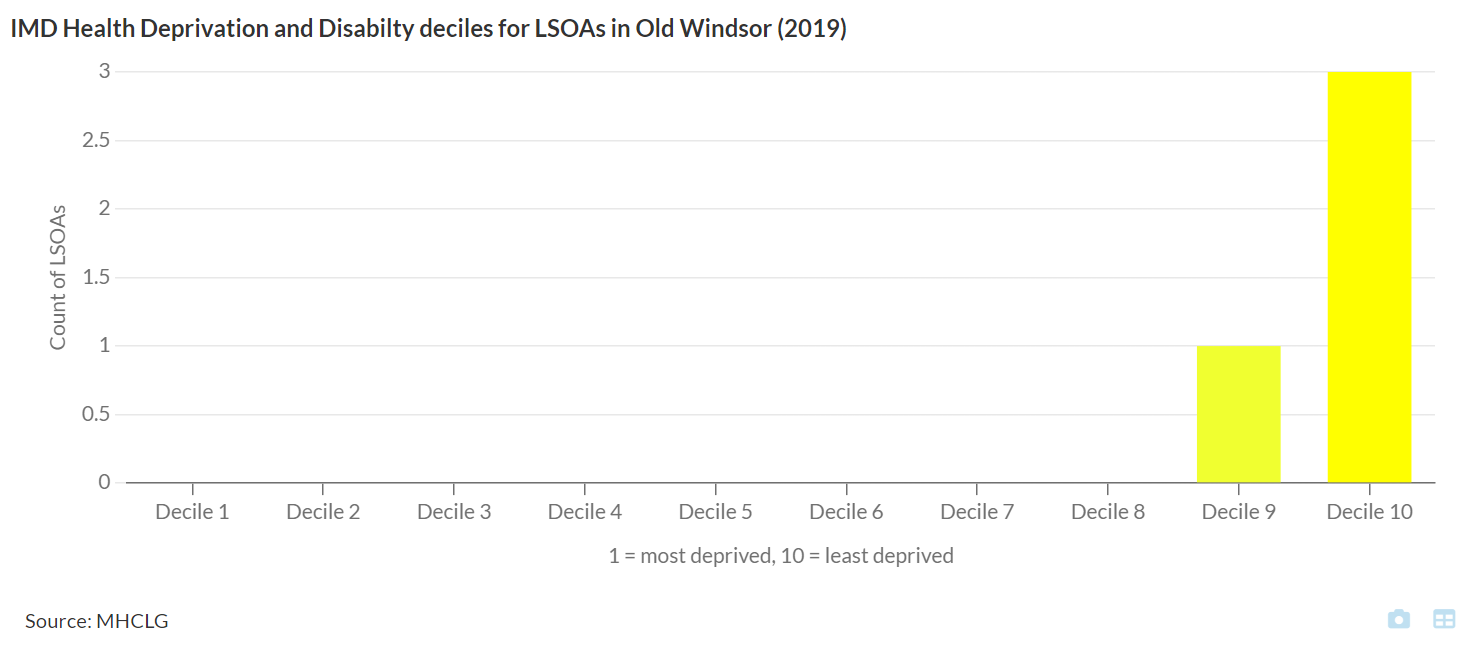 IMD Health Deprivation and Disabilty deciles for LSOAs in Old Windsor (2019)
3
2.5
2
1.5
1
0.5
0
Count of LSOAs
Decile 1 Decile 2 Decile 3 Decile 4 Decile 5 Decile 6 Decile 7 Decile 8 Decile 9 Decile 10
1 = most deprived, 10 = least deprived
Source: MHCLG